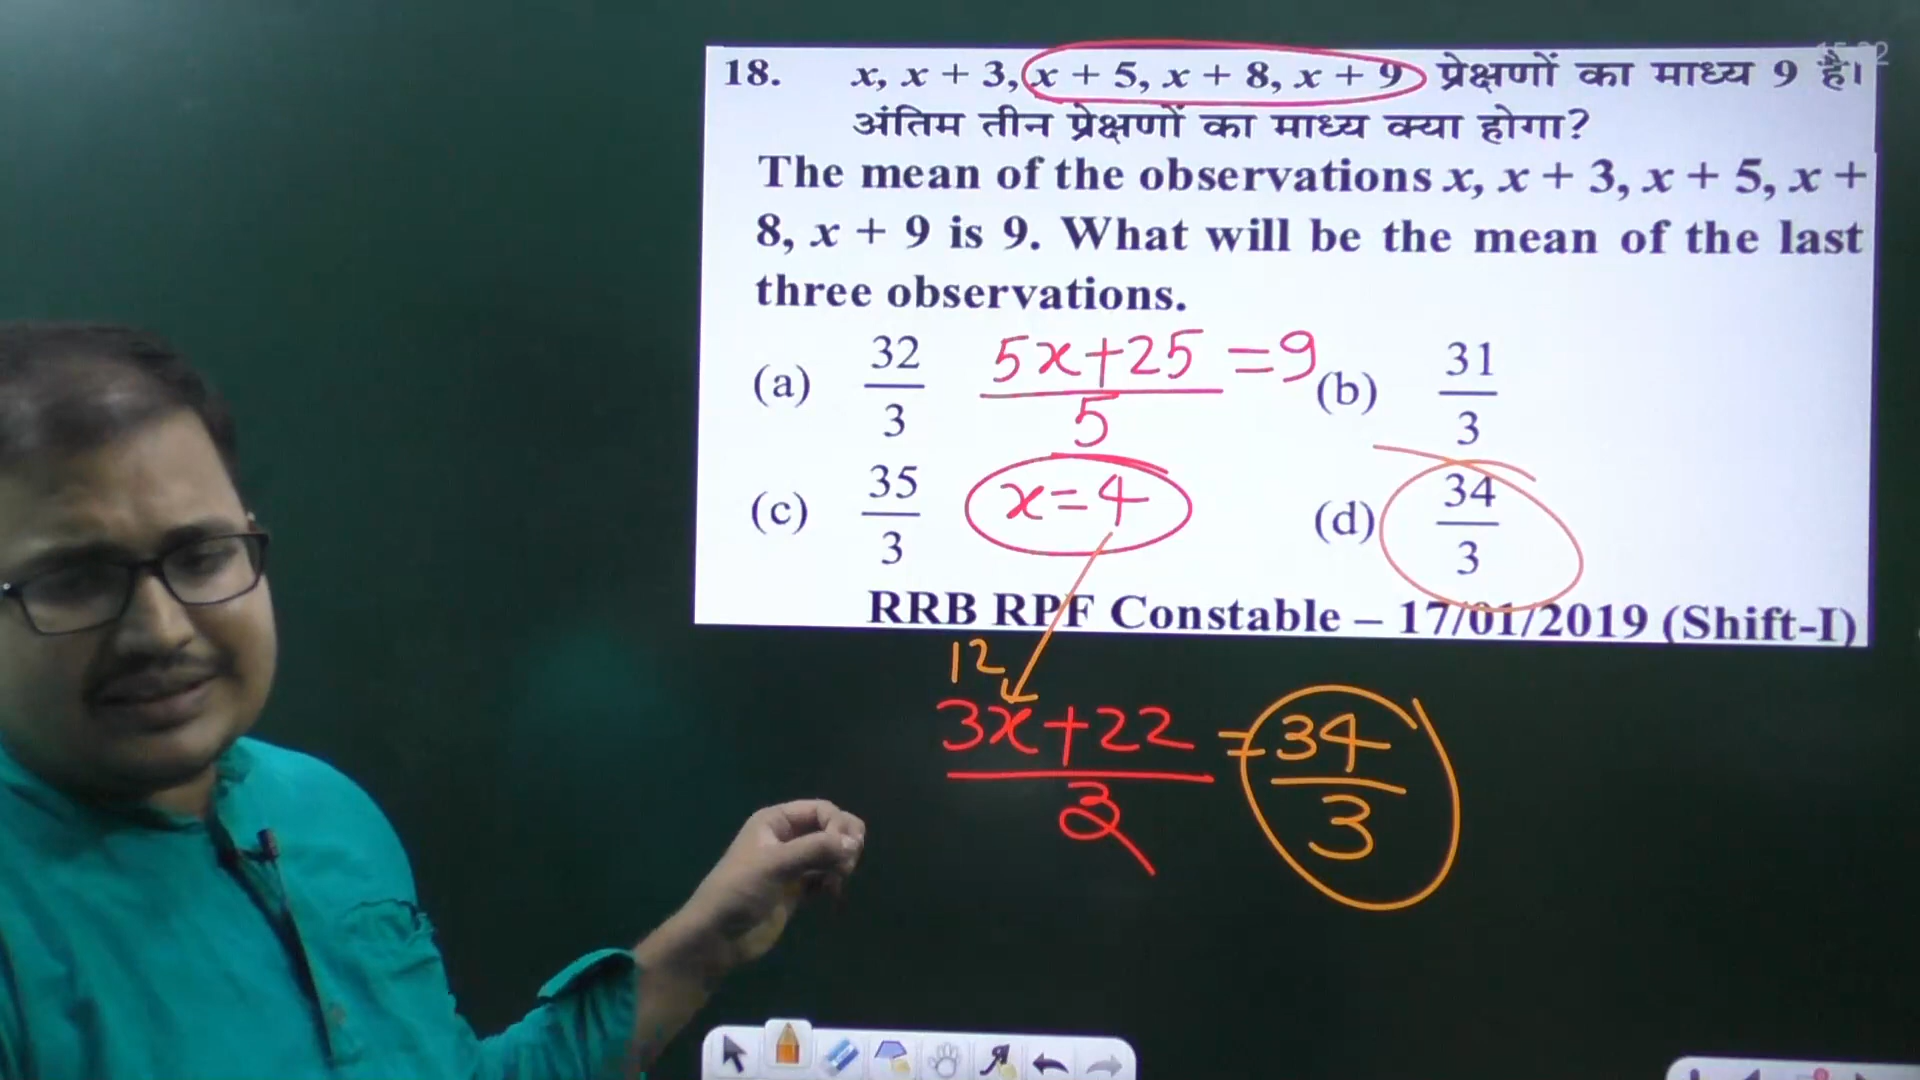 18. x, x + 3, x + 5, x + 8, x + 9 प्रेक्षणों का माध्य 9 है।
अंतिम तीन प्रेक्षणों का माध्य क्या होगा?
The mean of the observations x, x + 3, x + 5, x +
8, x + 9 is 9. What will be the mean of the last
three observations.
(a) 32/3 (b) 31/3
5x+25/5 =9
(c) 35/3 (d) 34/3
x=4
RRB RPF Constable – 17/01/2019 (Shift-I)
12
3x+22/3 = 34/3